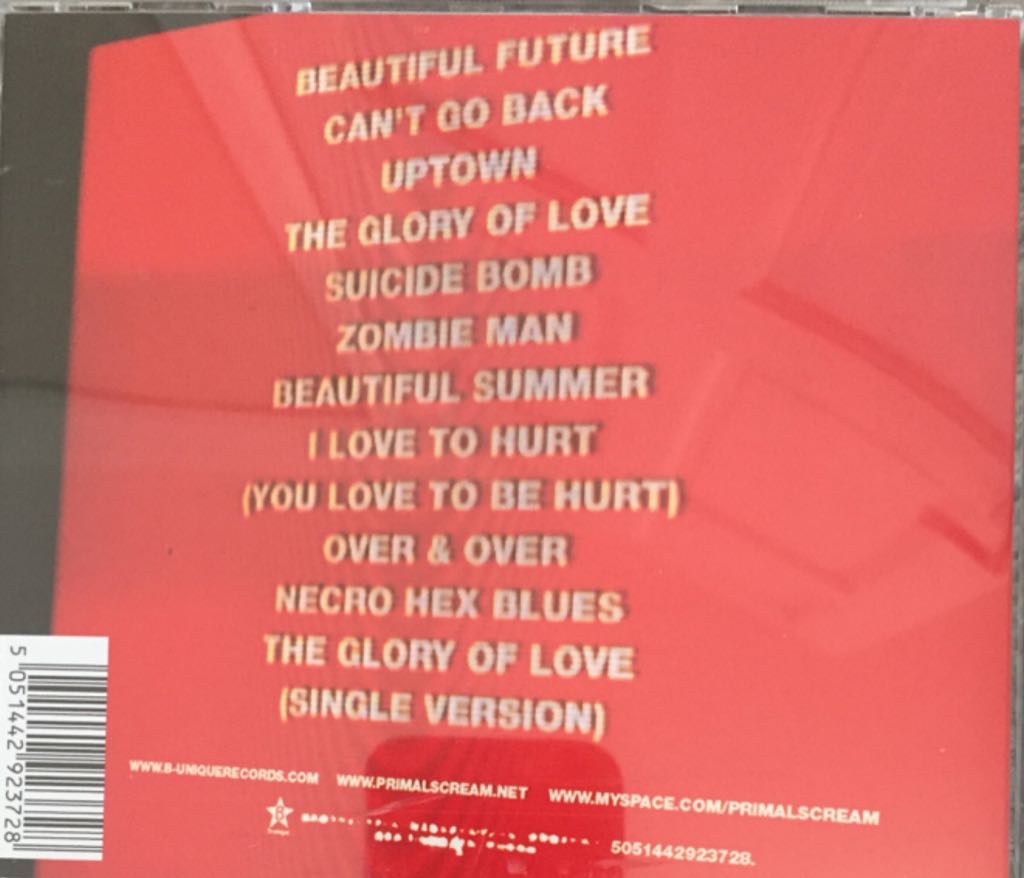 BEAUTIFUL FUTURE
CAN'T GO BACK
UPTOWN
THE GLORY OF LOVE
SUICIDE BOMB
ZOMBIE MAN
BEAUTIFUL SUMMER
I LOVE TO HURT
(YOU LOVE TO BE HURT)
OVER & OVER
NECRO HEX BLUES
THE GLORY OF LOVE
(SINGLE VERSION)
WWW.B-UNIQUERECORDS.COM WWW.PRIMALSCREAM.NET WWW.MYSPACE.COM/PRIMALSCREAM
B
5051442923728.
5 051442 923728